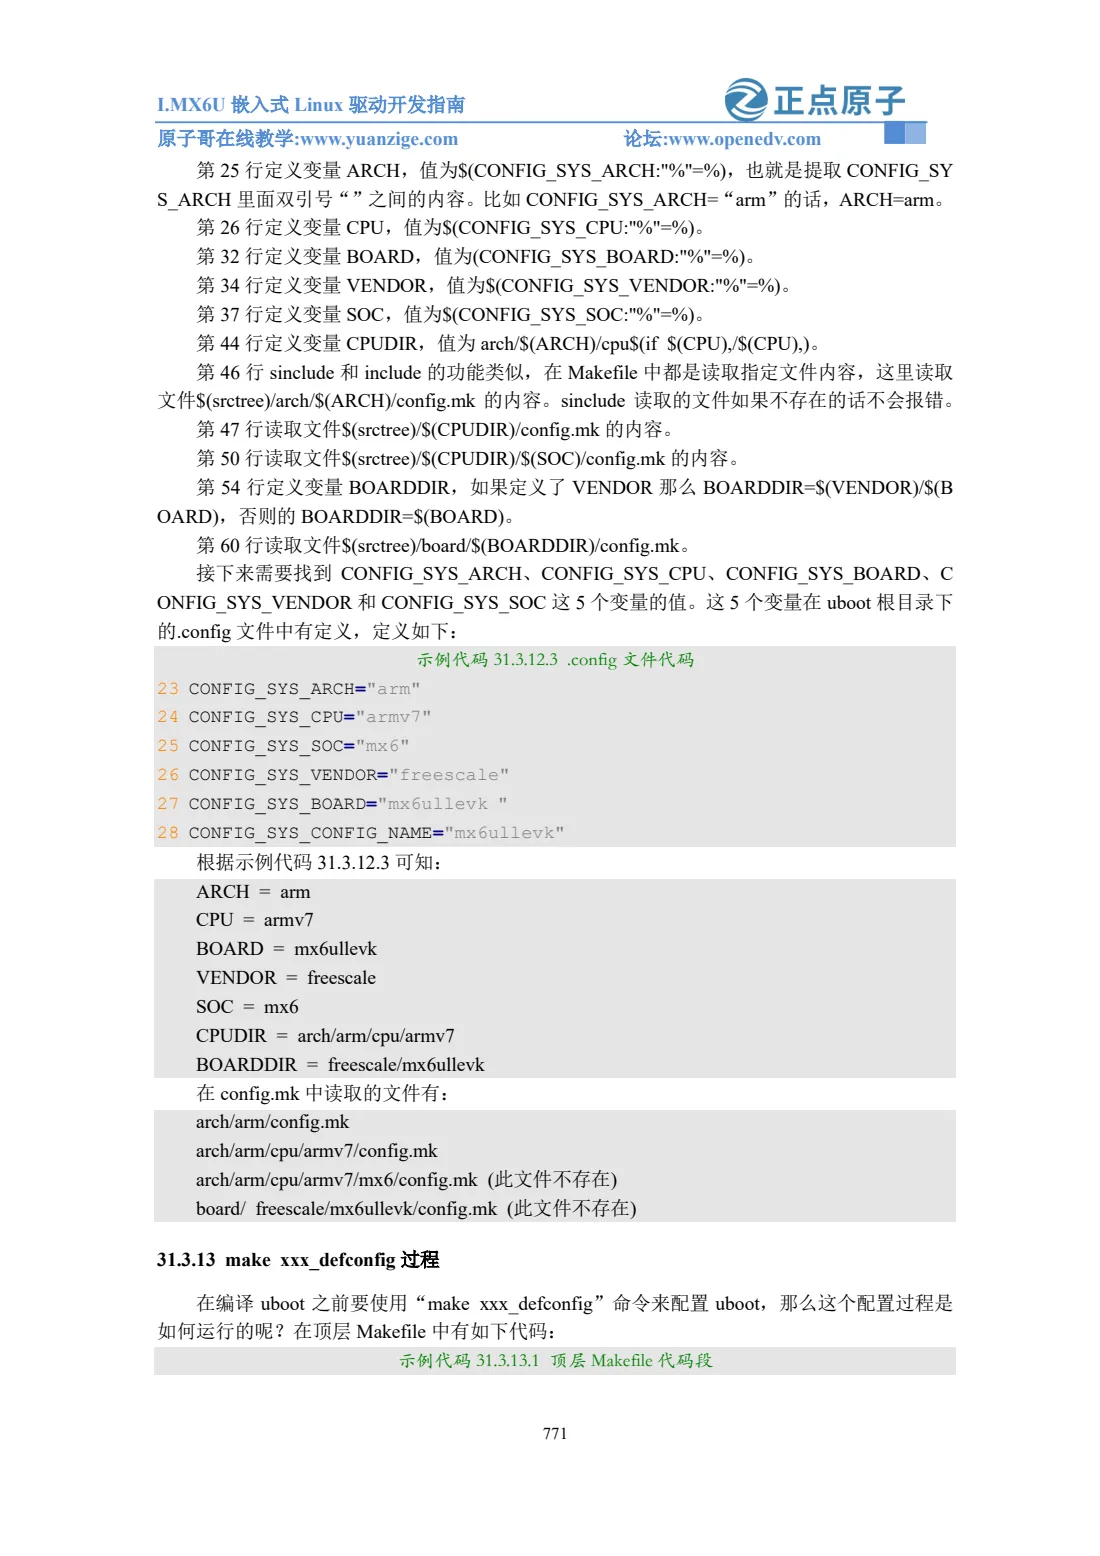 I.MX6U 嵌入式 Linux 驱动开发指南
正点原子
原子哥在线教学:www.yuanzige.com 论坛:www.openedv.com
第 25 行定义变量 ARCH，值为$(CONFIG_SYS_ARCH:"%"=%)，也就是提取 CONFIG_SY
S_ARCH 里面双引号“”之间的内容。比如 CONFIG_SYS_ARCH=“arm”的话，ARCH=arm。
第 26 行定义变量 CPU，值为$(CONFIG_SYS_CPU:"%"=%)。
第 32 行定义变量 BOARD，值为(CONFIG_SYS_BOARD:"%"=%)。
第 34 行定义变量 VENDOR，值为$(CONFIG_SYS_VENDOR:"%"=%)。
第 37 行定义变量 SOC，值为$(CONFIG_SYS_SOC:"%"=%)。
第 44 行定义变量 CPUDIR，值为 arch/$(ARCH)/cpu$(if $(CPU),/$(CPU),)。
第 46 行 sinclude 和 include 的功能类似，在 Makefile 中都是读取指定文件内容，这里读取
文件$(srctree)/arch/$(ARCH)/config.mk 的内容。sinclude 读取的文件如果不存在的话不会报错。
第 47 行读取文件$(srctree)/$(CPUDIR)/config.mk 的内容。
第 50 行读取文件$(srctree)/$(CPUDIR)/$(SOC)/config.mk 的内容。
第 54 行定义变量 BOARDDIR，如果定义了 VENDOR 那么 BOARDDIR=$(VENDOR)/$(B
OARD)，否则的 BOARDDIR=$(BOARD)。
第 60 行读取文件$(srctree)/board/$(BOARDDIR)/config.mk。
接下来需要找到 CONFIG_SYS_ARCH、CONFIG_SYS_CPU、CONFIG_SYS_BOARD、C
ONFIG_SYS_VENDOR 和 CONFIG_SYS_SOC 这 5 个变量的值。这 5 个变量在 uboot 根目录下
的.config 文件中有定义，定义如下：
示例代码 31.3.12.3 .config 文件代码
23 CONFIG_SYS_ARCH="arm"
24 CONFIG_SYS_CPU="armv7"
25 CONFIG_SYS_SOC="mx6"
26 CONFIG_SYS_VENDOR="freescale"
27 CONFIG_SYS_BOARD="mx6ullevk "
28 CONFIG_SYS_CONFIG_NAME="mx6ullevk"
根据示例代码 31.3.12.3 可知：
ARCH = arm
CPU = armv7
BOARD = mx6ullevk
VENDOR = freescale
SOC = mx6
CPUDIR = arch/arm/cpu/armv7
BOARDDIR = freescale/mx6ullevk
在 config.mk 中读取的文件有：
arch/arm/config.mk
arch/arm/cpu/armv7/config.mk
arch/arm/cpu/armv7/mx6/config.mk (此文件不存在)
board/ freescale/mx6ullevk/config.mk (此文件不存在)
31.3.13 make xxx_defconfig 过程
在编译 uboot 之前要使用“make xxx_defconfig”命令来配置 uboot，那么这个配置过程是
如何运行的呢？在顶层 Makefile 中有如下代码：
示例代码 31.3.13.1 顶层 Makefile 代码段
771